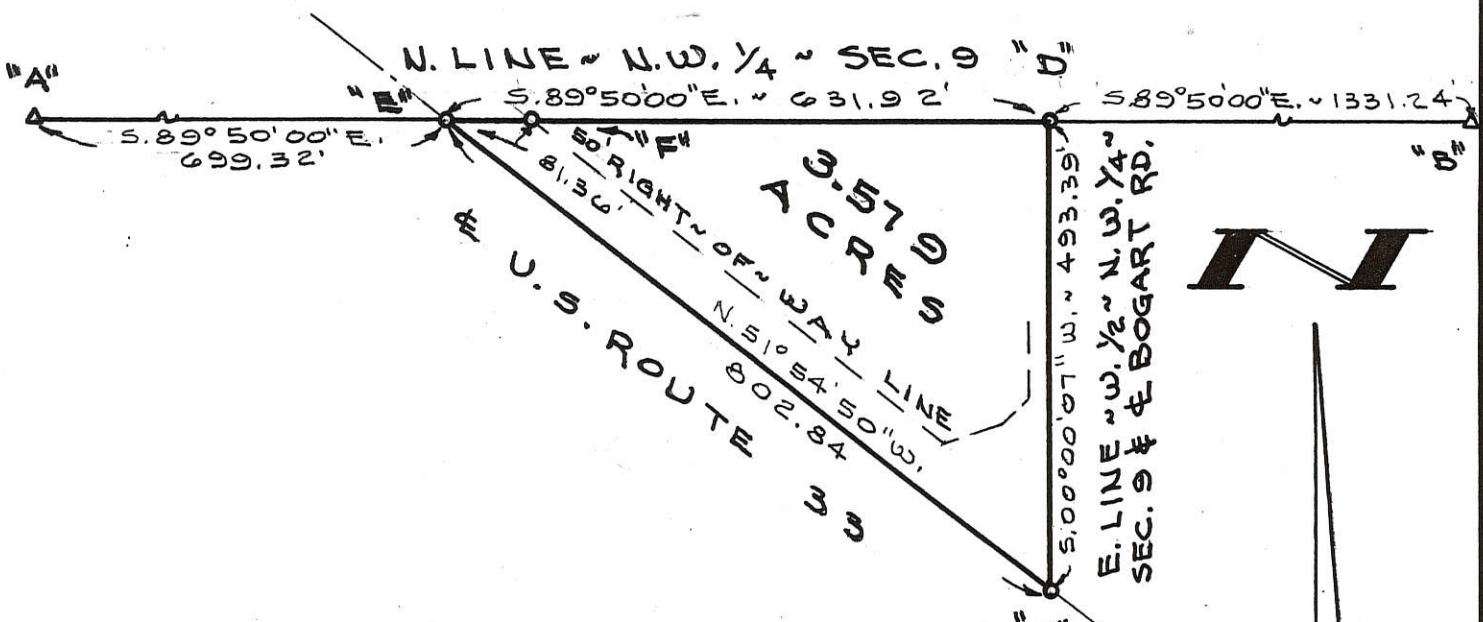 N. LINE ~ N.W. 1/4 ~ SEC. 9
"D"
"A"
"E"
S.89°50'00"E. ~ 631.92'
S.89°50'00"E. ~ 1331.24'
S.89°50'00"E.
699.32'
"F"
"B"
81.36'
50' RIGHT~OF~WAY LINE
3.579
ACRES
℄ U.S. ROUTE 33
N.51°54'50"W.
802.84
S.00°00'07"W. ~ 493.39'
E. LINE ~ W. 1/2 ~ N.W. 1/4 ~
SEC. 9 & ℄ BOGART RD.
N